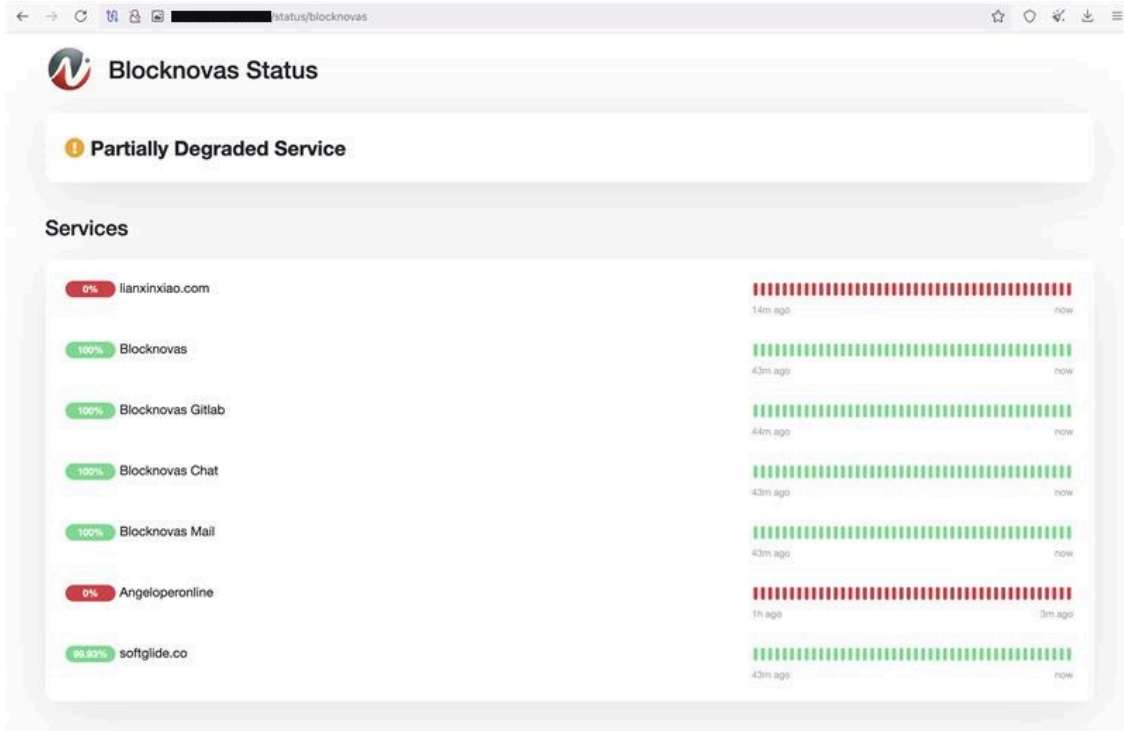 /status/blocknovas
Blocknovas Status
Partially Degraded Service
Services
0% lianxinxiao.com
14m ago now
100% Blocknovas
43m ago now
100% Blocknovas Gitlab
44m ago now
100% Blocknovas Chat
43m ago now
100% Blocknovas Mail
43m ago now
0% Angeloperonline
1h ago 3m ago
99.93% softglide.co
43m ago now